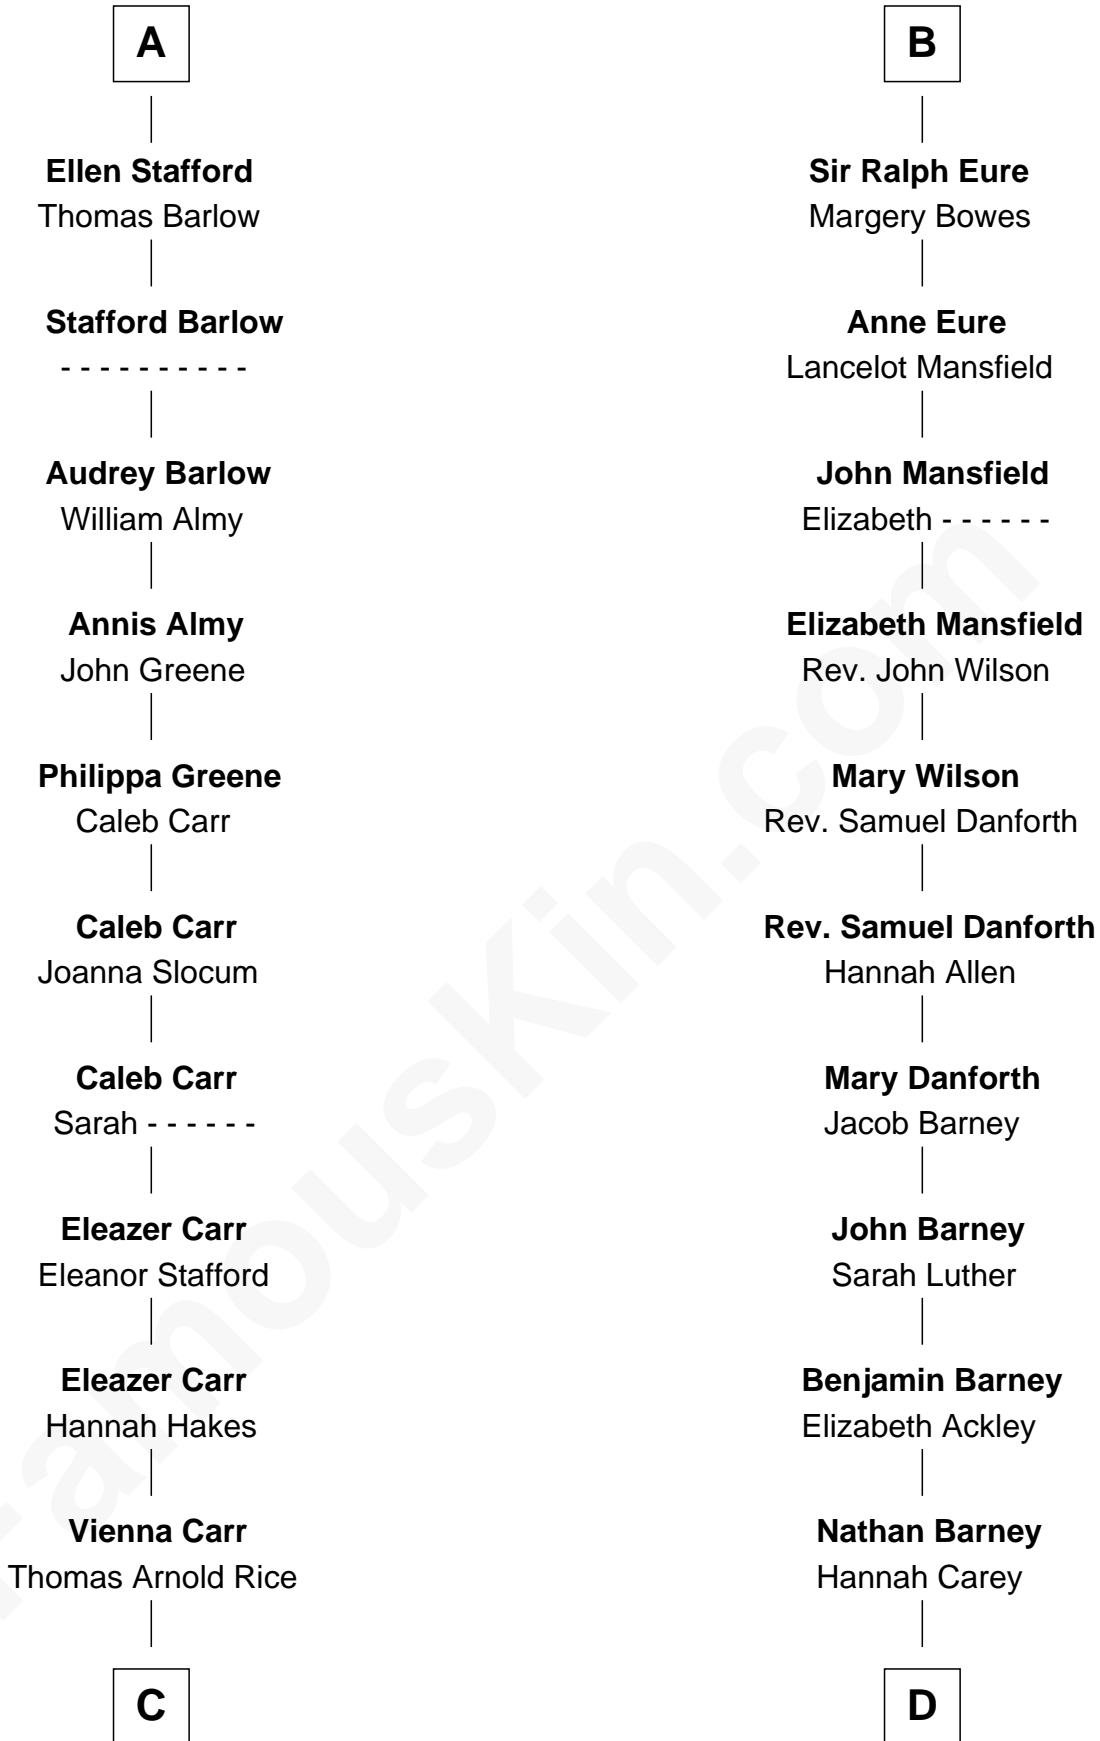 A
Ellen Stafford
Thomas Barlow
Stafford Barlow
- - - - - - - - - -
Audrey Barlow
William Almy
Annis Almy
John Greene
Philippa Greene
Caleb Carr
Caleb Carr
Joanna Slocum
Caleb Carr
Sarah - - - - - -
Eleazer Carr
Eleanor Stafford
Eleazer Carr
Hannah Hakes
Vienna Carr
Thomas Arnold Rice
C
B
Sir Ralph Eure
Margery Bowes
Anne Eure
Lancelot Mansfield
John Mansfield
Elizabeth - - - - - -
Elizabeth Mansfield
Rev. John Wilson
Mary Wilson
Rev. Samuel Danforth
Rev. Samuel Danforth
Hannah Allen
Mary Danforth
Jacob Barney
John Barney
Sarah Luther
Benjamin Barney
Elizabeth Ackley
Nathan Barney
Hannah Carey
D
FamousKin.com